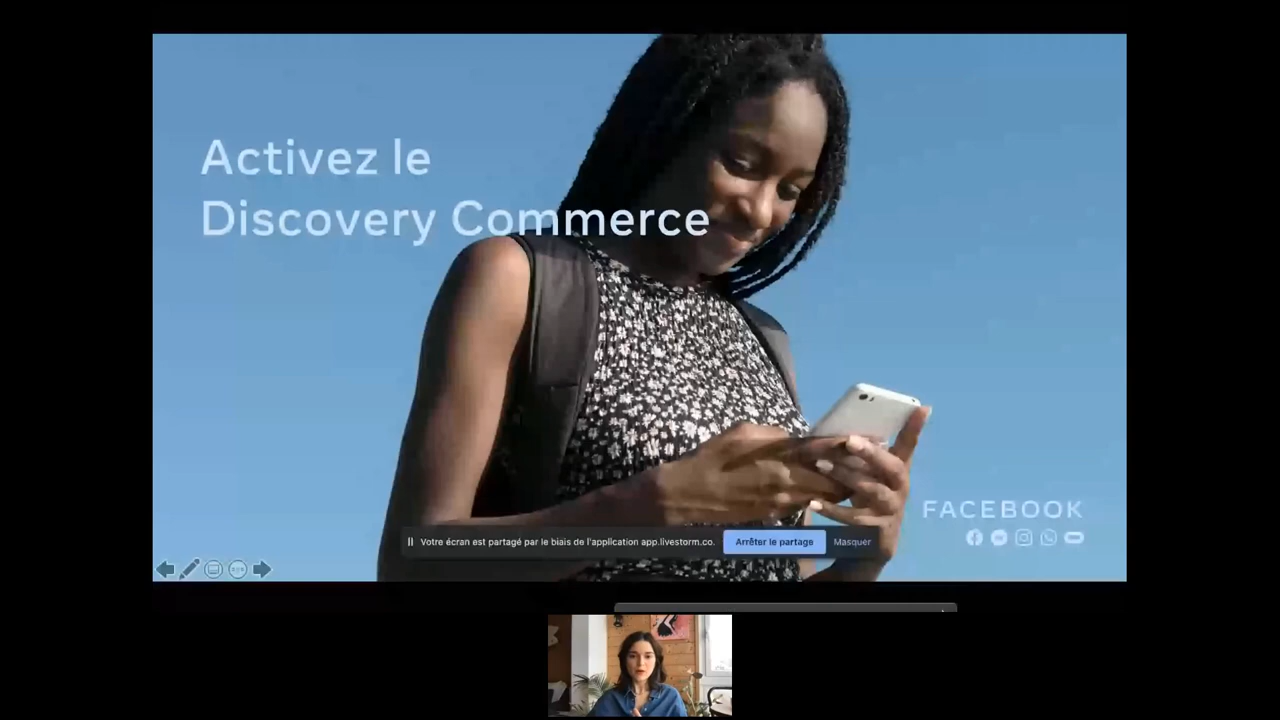 Activez le
Discovery Commerce
FACEBOOK
Votre écran est partagé par le biais de l'application app.livestorm.co.
Arrêter le partage
Masquer